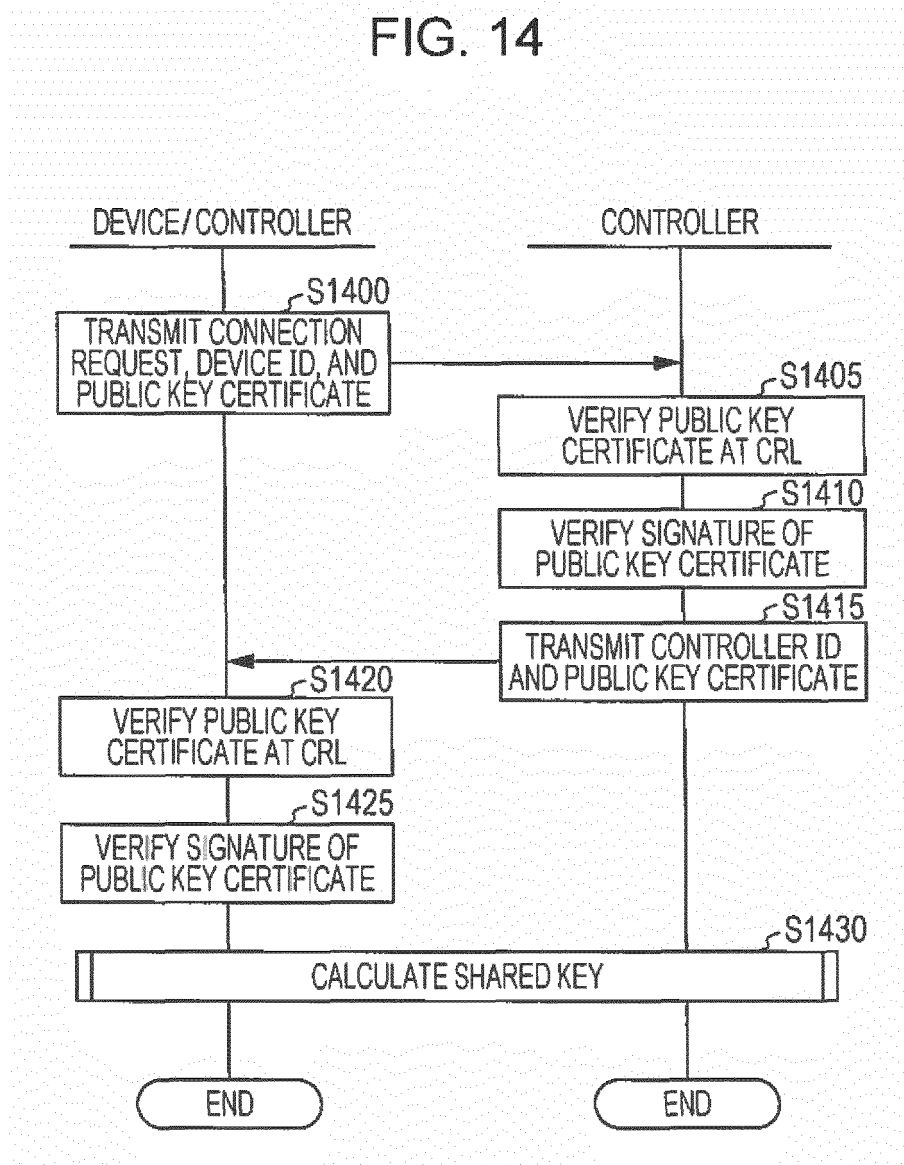 FIG. 14
DEVICE/CONTROLLER
CONTROLLER
S1400
TRANSMIT CONNECTION
REQUEST, DEVICE ID, AND
PUBLIC KEY CERTIFICATE
S1405
VERIFY PUBLIC KEY
CERTIFICATE AT CRL
S1410
VERIFY SIGNATURE OF
PUBLIC KEY CERTIFICATE
S1415
TRANSMIT CONTROLLER ID
AND PUBLIC KEY CERTIFICATE
S1420
VERIFY PUBLIC KEY
CERTIFICATE AT CRL
S1425
VERIFY SIGNATURE OF
PUBLIC KEY CERTIFICATE
S1430
CALCULATE SHARED KEY
END
END